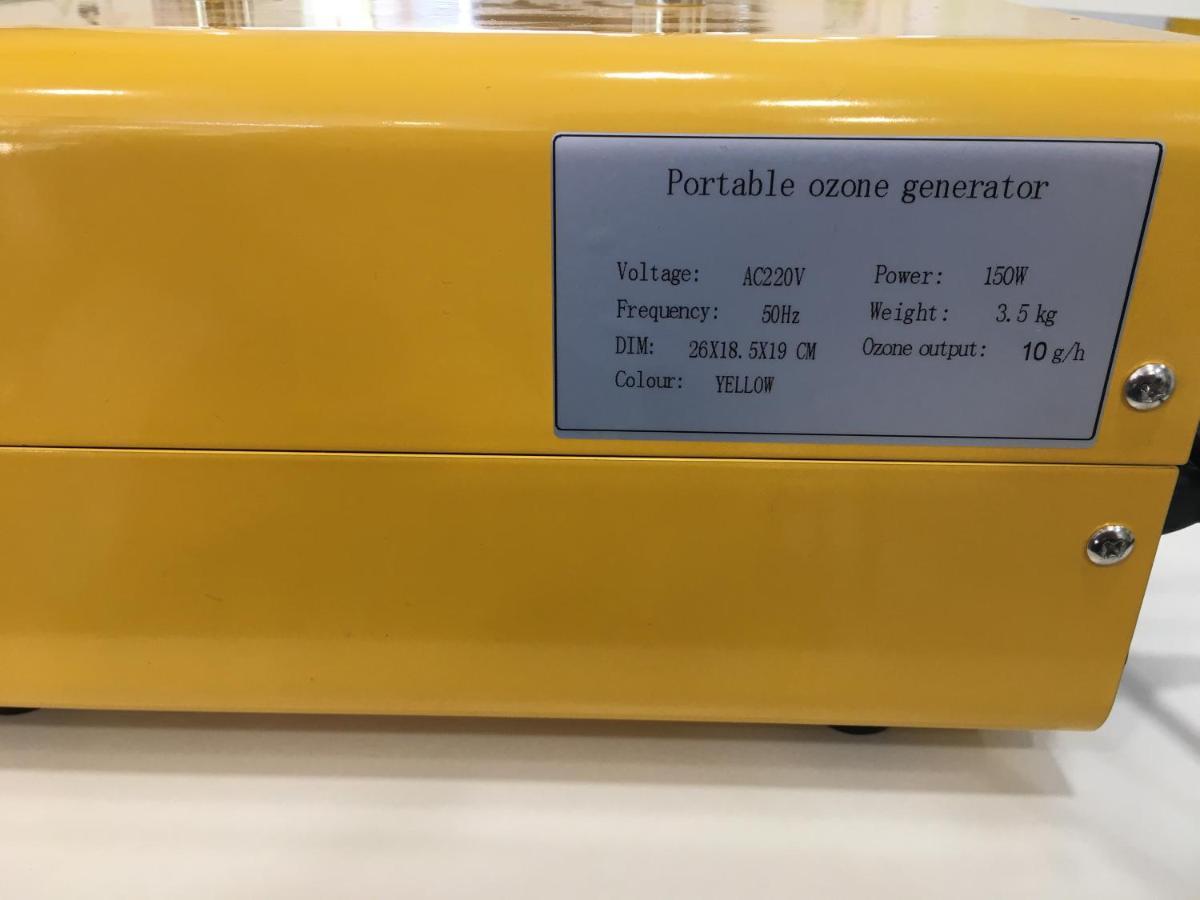 Portable ozone generator
Voltage: AC220V Power: 150W
Frequency: 50Hz Weight: 3.5 kg
DIM: 26X18.5X19 CM Ozone output: 10 g/h
Colour: YELLOW